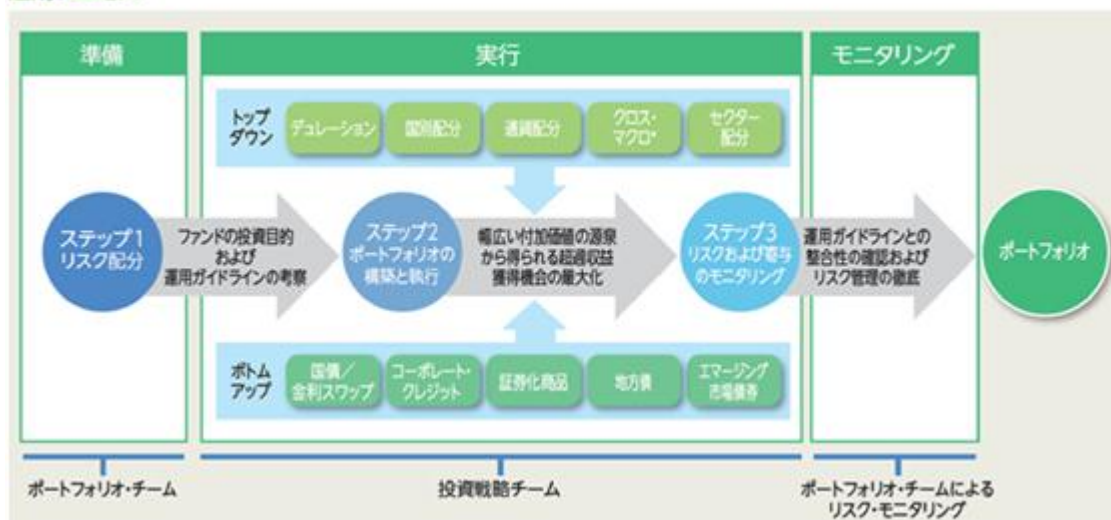 準備
実行
モニタリング
トップ
ダウン
デュレーション
国別配分
通貨配分
クロス・
マクロ*
セクター
配分
ステップ1
リスク配分
ファンドの投資目的
および
運用ガイドラインの考察
ステップ2
ポートフォリオの
構築と執行
幅広い付加価値の源泉
から得られる超過収益
獲得機会の最大化
ステップ3
リスクおよび寄与
のモニタリング
運用ガイドラインとの
整合性の確認および
リスク管理の徹底
ポートフォリオ
ボトム
アップ
国債／
金利スワップ
コーポレート・
クレジット
証券化商品
地方債
エマージング
市場債券
ポートフォリオ・チーム
投資戦略チーム
ポートフォリオ・チームによる
リスク・モニタリング